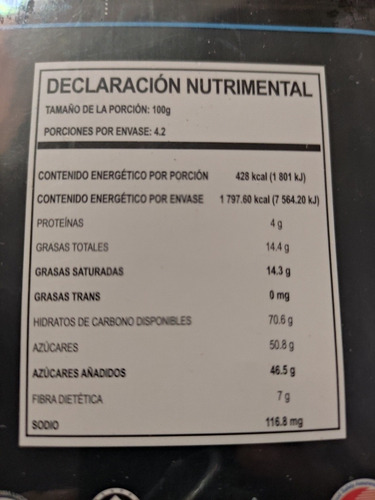 DECLARACIÓN NUTRIMENTAL
TAMAÑO DE LA PORCIÓN: 100g
PORCIONES POR ENVASE: 4.2
CONTENIDO ENERGÉTICO POR PORCIÓN 428 kcal (1 801 kJ)
CONTENIDO ENERGÉTICO POR ENVASE 1 797.60 kcal (7 564.20 kJ)
PROTEÍNAS 4 g
GRASAS TOTALES 14.4 g
GRASAS SATURADAS 14.3 g
GRASAS TRANS 0 mg
HIDRATOS DE CARBONO DISPONIBLES 70.6 g
AZÚCARES 50.8 g
AZÚCARES AÑADIDOS 46.5 g
FIBRA DIETÉTICA 7 g
SODIO 116.8 mg